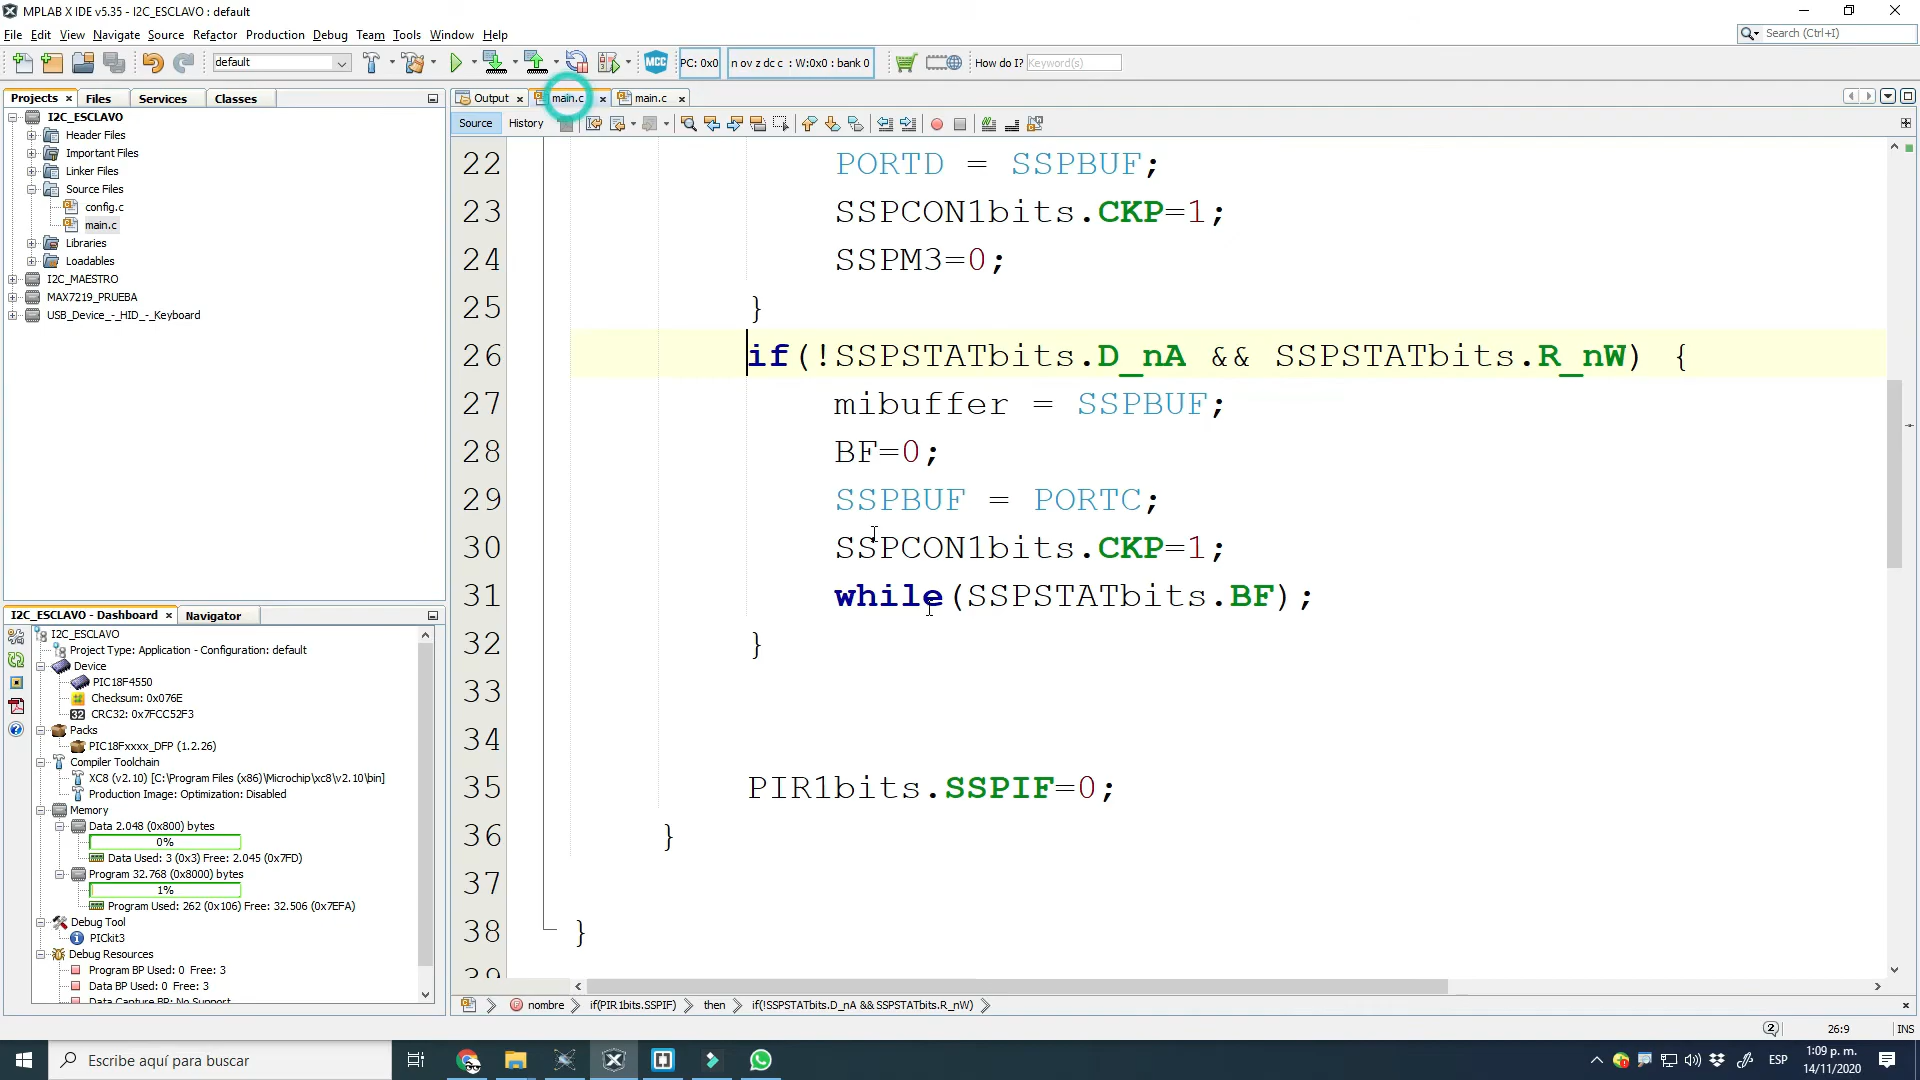 MPLAB X IDE v5.35 - I2C_ESCLAVO : default
File Edit View Navigate Source Refactor Production Debug Team Tools Window Help
Search (Ctrl+I)
default
MCC
PC: 0x0
n ov z dc c : W:0x0 : bank 0
How do I? Keyword(s)
Projects Files Services Classes
Output main.c main.c
Source History
I2C_ESCLAVO
Header Files
Important Files
Linker Files
Source Files
config.c
main.c
Libraries
Loadables
I2C_MAESTRO
MAX7219_PRUEBA
USB_Device_-_HID_-_Keyboard
22 PORTD = SSPBUF;
23 SSPCON1bits.CKP=1;
24 SSPM3=0;
25 }
26 if(!SSPSTATbits.D_nA && SSPSTATbits.R_nW) {
27 mibuffer = SSPBUF;
28 BF=0;
29 SSPBUF = PORTC;
30 SSPCON1bits.CKP=1;
31 while(SSPSTATbits.BF);
32 }
33
34
35 PIR1bits.SSPIF=0;
36 }
37
38 }
39
I2C_ESCLAVO - Dashboard Navigator
I2C_ESCLAVO
Project Type: Application - Configuration: default
Device
PIC18F4550
Checksum: 0x076E
CRC32: 0x7FCC52F3
Packs
PIC18Fxxxx_DFP (1.2.26)
Compiler Toolchain
XC8 (v2.10) [C:\Program Files (x86)\Microchip\xc8\v2.10\bin]
Production Image: Optimization: Disabled
Memory
Data 2.048 (0x800) bytes
0%
Data Used: 3 (0x3) Free: 2.045 (0x7FD)
Program 32.768 (0x8000) bytes
1%
Program Used: 262 (0x106) Free: 32.506 (0x7EFA)
Debug Tool
PICkit3
Debug Resources
Program BP Used: 0 Free: 3
Data BP Used: 0 Free: 3
Data Capture BP: No Support
nombre if(PIR1bits.SSPIF) then if(!SSPSTATbits.D_nA && SSPSTATbits.R_nW)
2 26:9 INS
Escribe aquí para buscar
ESP
1:09 p. m.
14/11/2020